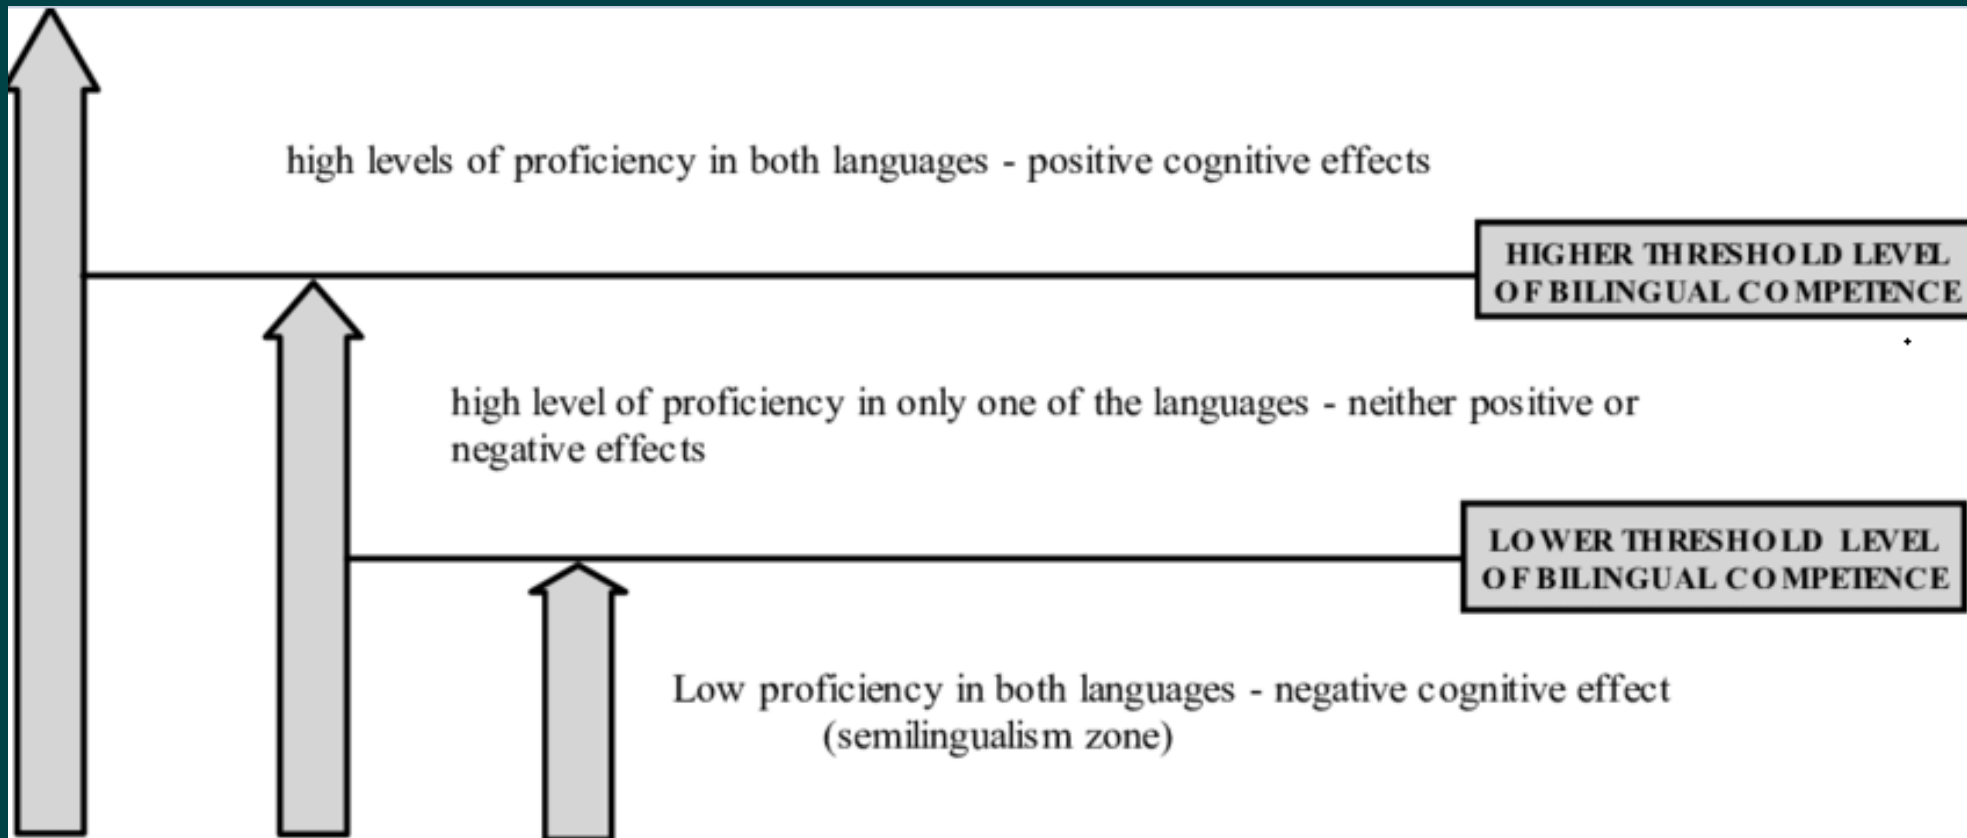 high levels of proficiency in both languages - positive cognitive effects
HIGHER THRESHOLD LEVEL
OF BILINGUAL COMPETENCE
high level of proficiency in only one of the languages - neither positive or
negative effects
LOWER THRESHOLD LEVEL
OF BILINGUAL COMPETENCE
Low proficiency in both languages - negative cognitive effect
(semilingualism zone)